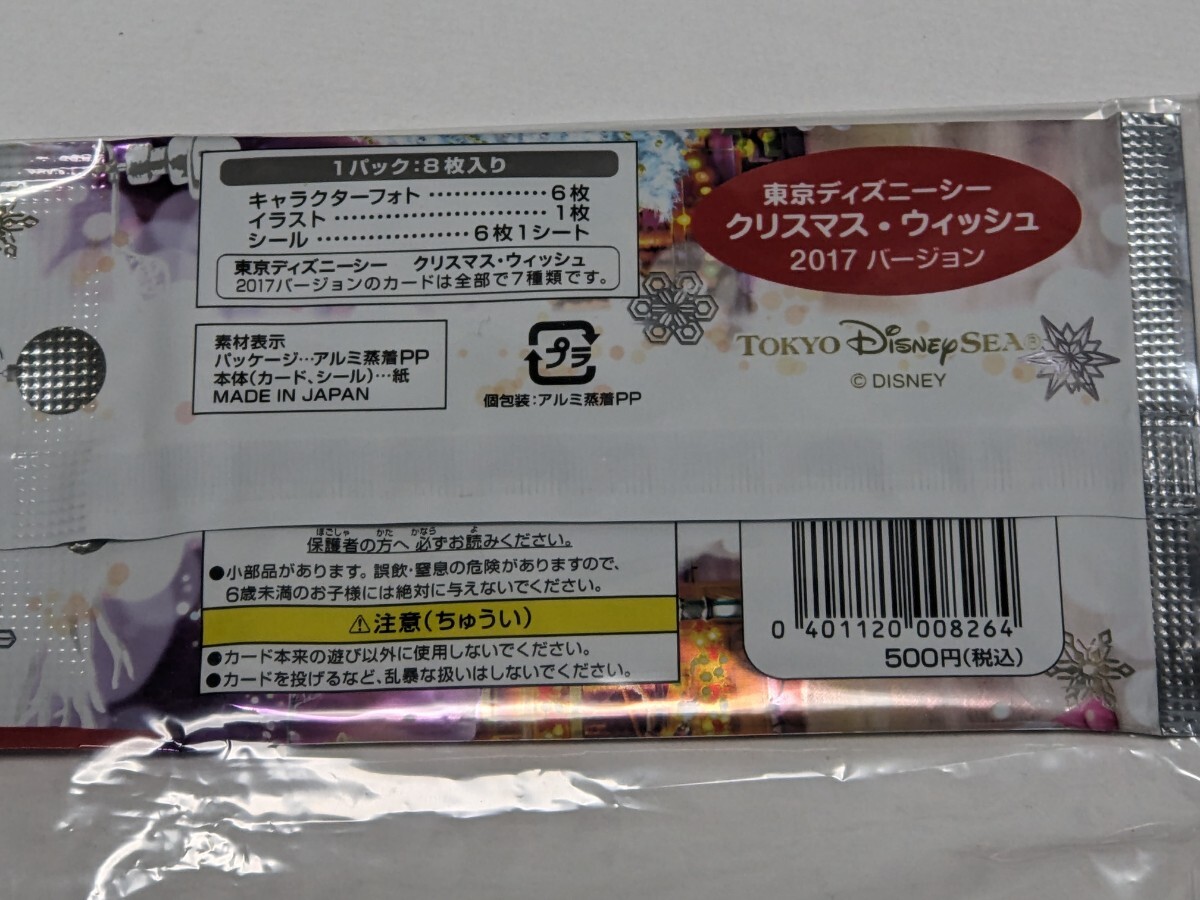 1パック:8枚入り
キャラクターフォト……………6枚
イラスト…………………………1枚
シール…………………6枚1シート
東京ディズニーシー クリスマス・ウィッシュ
2017バージョンのカードは全部で7種類です。
東京ディズニーシー
クリスマス・ウィッシュ
2017 バージョン
素材表示
パッケージ…アルミ蒸着PP
本体(カード、シール)…紙
MADE IN JAPAN
プラ
個包装:アルミ蒸着PP
TOKYO DisneySEA®
© DISNEY
ほごしゃ かた かなら よ
保護者の方へ 必ずお読みください。
●小部品があります。誤飲・窒息の危険がありますので、
6歳未満のお子様には絶対に与えないでください。
⚠注意(ちゅうい)
●カード本来の遊び以外に使用しないでください。
●カードを投げるなど、乱暴な扱いはしないでください。
0 401120 008264
500円(税込)